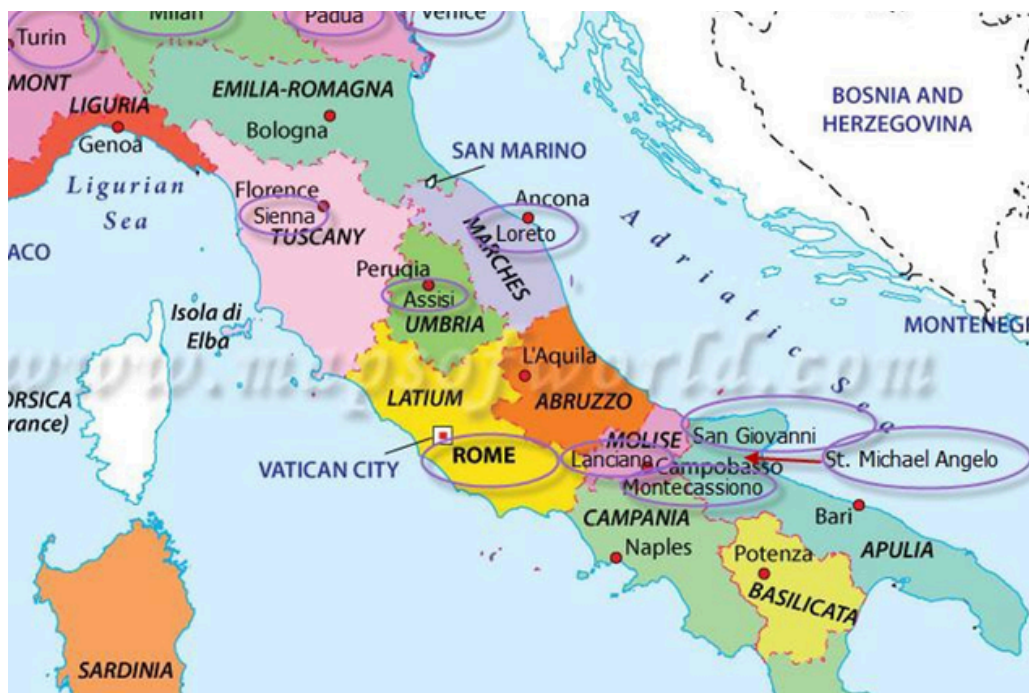 Milan
Padua
Venice
Turin
MONT
EMILIA-ROMAGNA
BOSNIA AND
HERZEGOVINA
LIGURIA
Bologna
Genoa
SAN MARINO
Ligurian
Sea
Florence
Ancona
Sienna
Loreto
TUSCANY
MARCHES
Adriatic
Sea
ACO
Perugia
Assisi
Isola di
Elba
UMBRIA
MONTENEG
www.mapsofworld.com
L'Aquila
ORSICA
rance)
LATIUM
ABRUZZO
MOLISE
San Giovanni
VATICAN CITY
ROME
Lanciano
Campobasso
St. Michael Angelo
Montecassiono
CAMPANIA
Bari
Naples
Potenza
APULIA
BASILICATA
SARDINIA